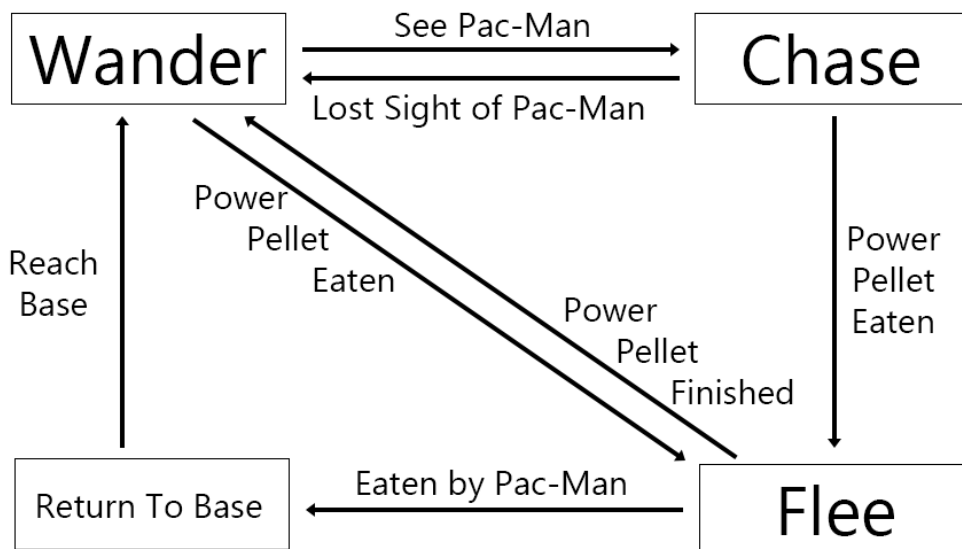 Wander
See Pac-Man
Chase
Lost Sight of Pac-Man
Power
Pellet
Eaten
Reach
Base
Power
Pellet
Finished
Power
Pellet
Eaten
Return To Base
Eaten by Pac-Man
Flee